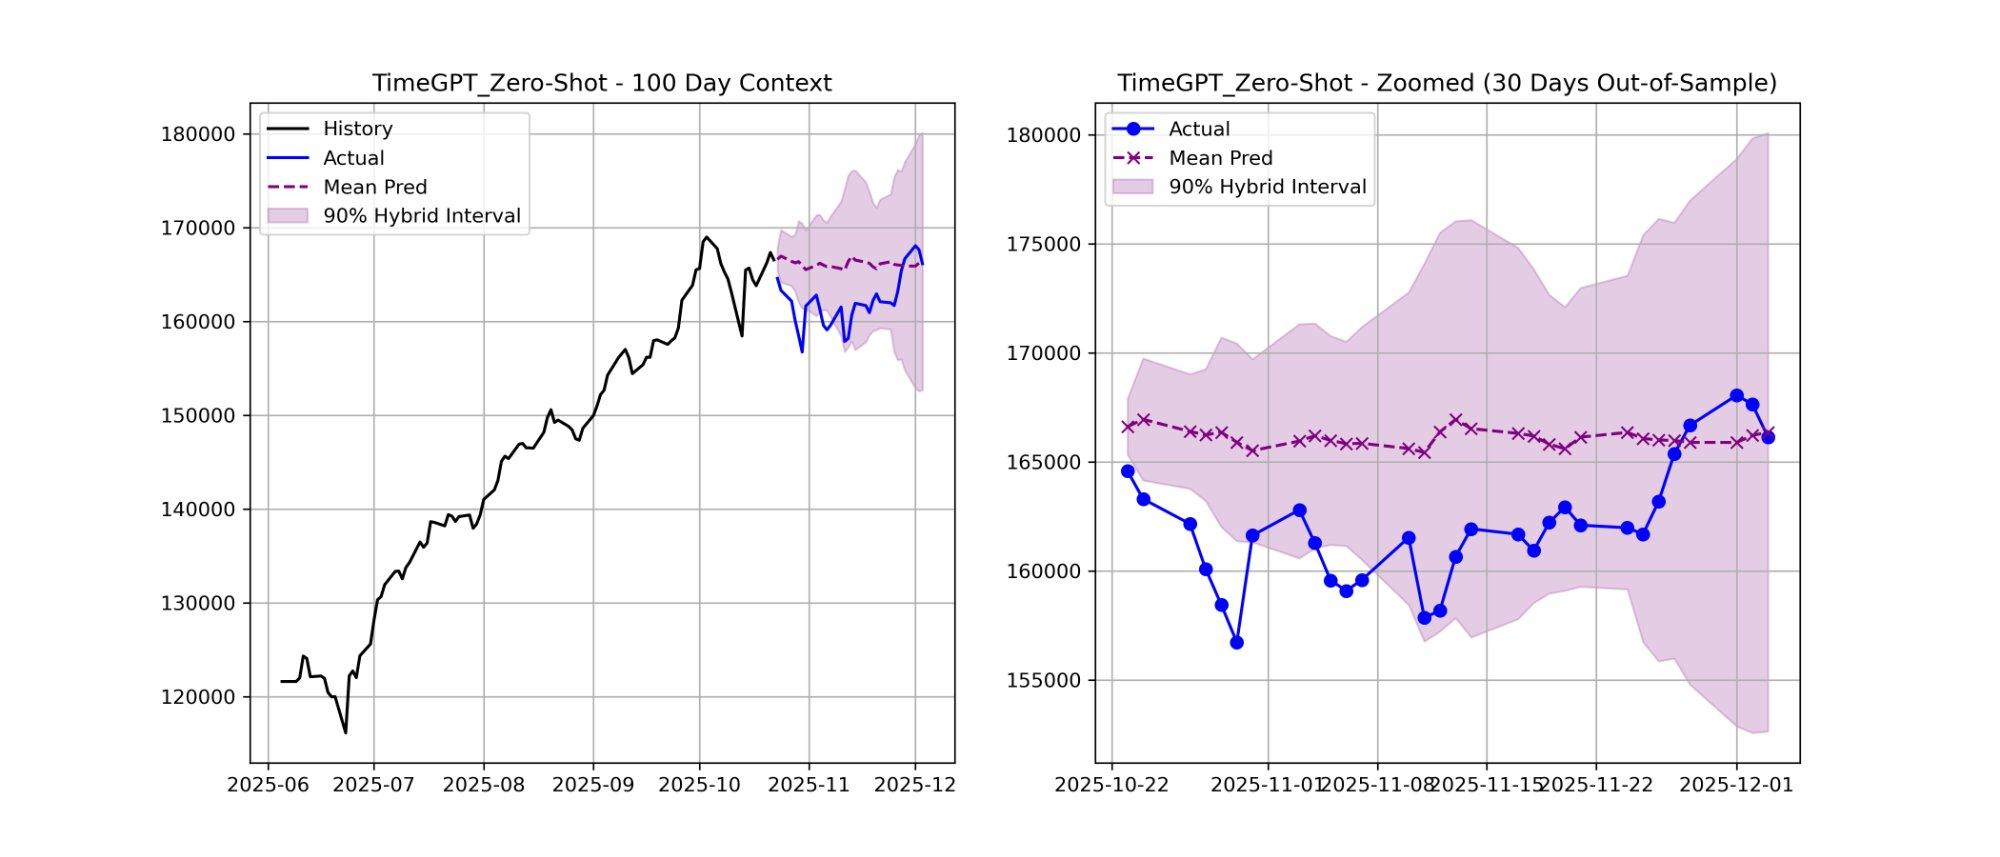 TimeGPT_Zero-Shot - 100 Day Context
History
Actual
Mean Pred
90% Hybrid Interval
180000
170000
160000
150000
140000
130000
120000
2025-06 2025-07 2025-08 2025-09 2025-10 2025-11 2025-12
TimeGPT_Zero-Shot - Zoomed (30 Days Out-of-Sample)
Actual
Mean Pred
90% Hybrid Interval
180000
175000
170000
165000
160000
155000
2025-10-22 2025-11-01 2025-11-08 2025-11-15 2025-11-22 2025-12-01